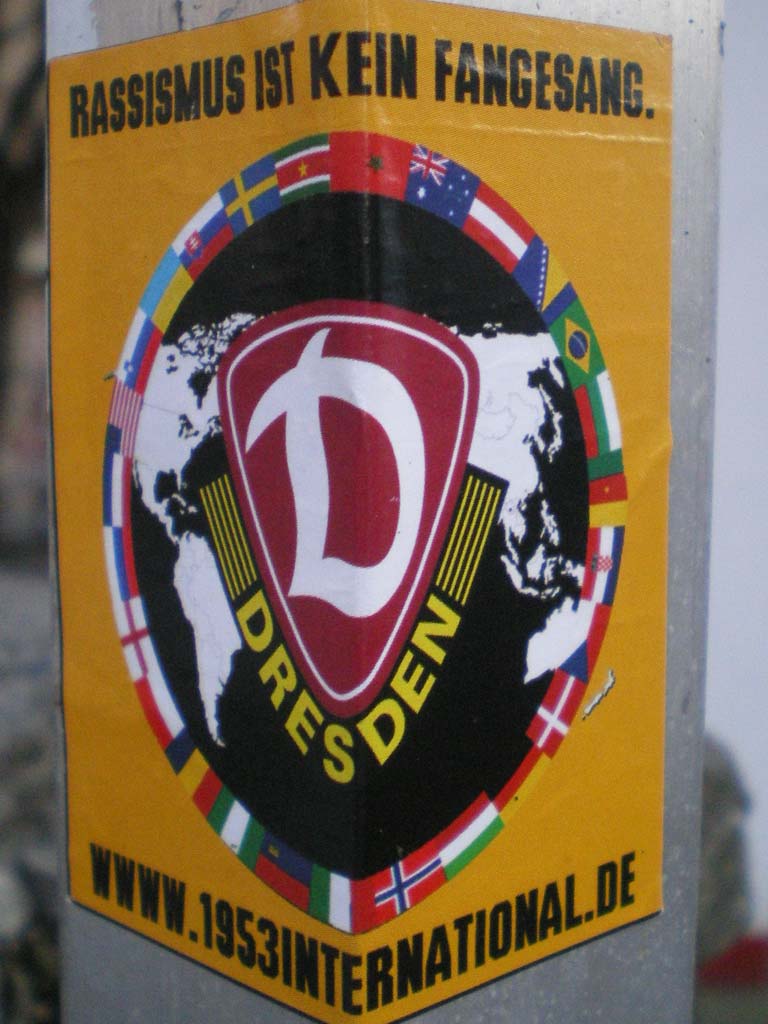 RASSISMUS IST KEIN FANGESANG.
D
DRESDEN
WWW.1953INTERNATIONAL.DE